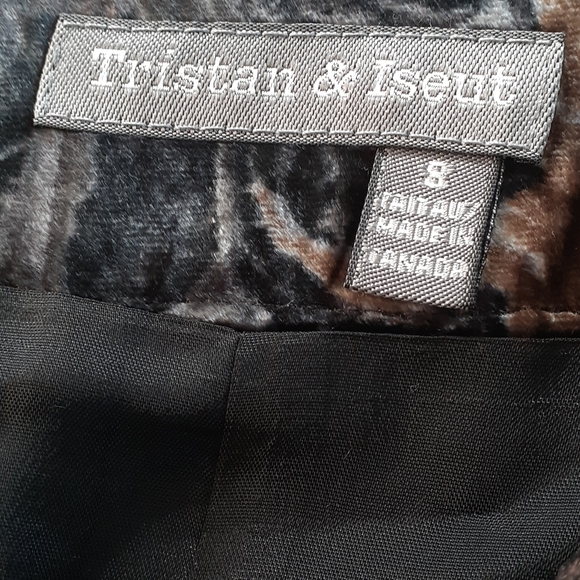 Tristan & Iseut
8
FAIT AU/
MADE IN
CANADA